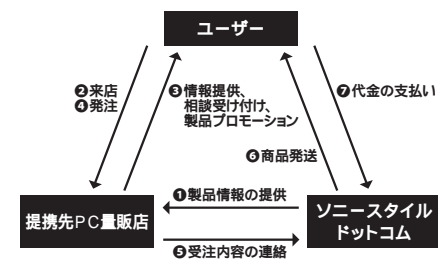 ユーザー
❷来店
❹発注
❸情報提供、
相談受け付け、
製品プロモーション
❼代金の支払い
❻商品発送
❶製品情報の提供
提携先PC量販店
ソニースタイル
ドットコム
❺受注内容の連絡